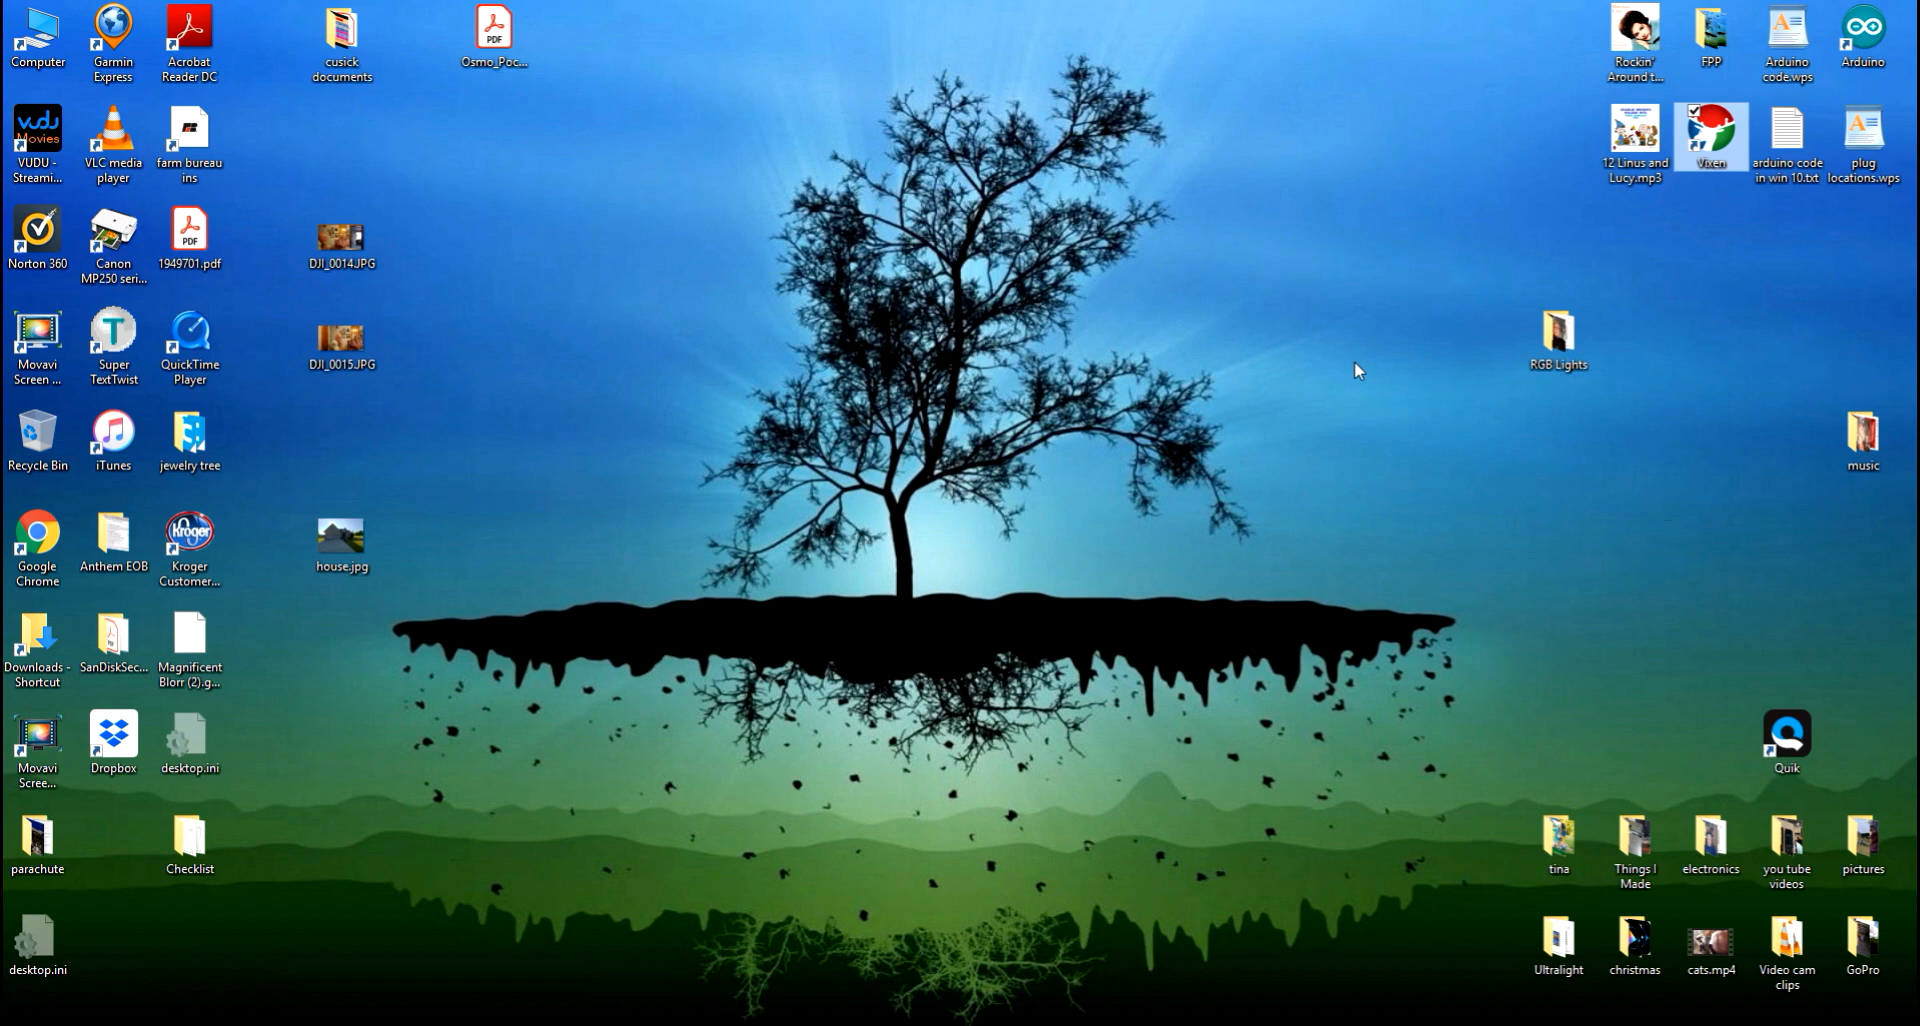 Computer
Garmin
Express
Acrobat
Reader DC
cusick
documents
PDF
Osmo_Poc...
Rockin'
Around t...
FPP
Arduino
code.wps
Arduino
vudu
Movies
VUDU -
Streami...
VLC media
player
farm bureau
ins
12 Linus and
Lucy.mp3
Vixen
arduino code
in win 10.txt
plug
locations.wps
Norton 360
Canon
MP250 seri...
PDF
1949701.pdf
DJI_0014.JPG
Movavi
Screen ...
T
Super
TextTwist
QuickTime
Player
DJI_0015.JPG
RGB Lights
Recycle Bin
iTunes
jewelry tree
music
Google
Chrome
Anthem EOB
Kroger
Kroger
Customer...
house.jpg
Downloads -
Shortcut
SanDiskSec...
Magnificent
Blorr (2).g...
Movavi
Scree...
Dropbox
desktop.ini
Quik
parachute
Checklist
tina
Things I
Made
electronics
you tube
videos
pictures
desktop.ini
Ultralight
christmas
cats.mp4
Video cam
clips
GoPro